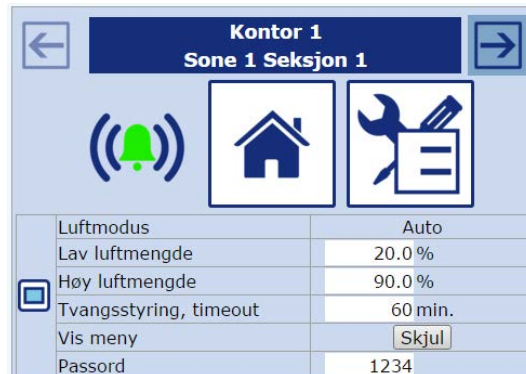 Kontor 1
Sone 1 Seksjon 1
Luftmodus Auto
Lav luftmengde 20.0 %
Høy luftmengde 90.0 %
Tvangsstyring, timeout 60 min.
Vis meny Skjul
Passord 1234